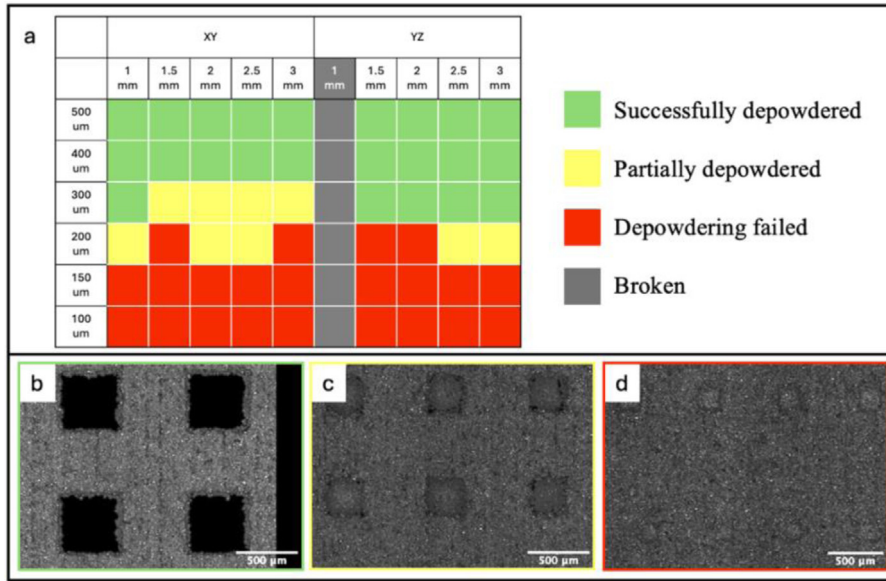 a
XY YZ
1 mm 1.5 mm 2 mm 2.5 mm 3 mm 1 mm 1.5 mm 2 mm 2.5 mm 3 mm
500 um
400 um
300 um
200 um
150 um
100 um
Successfully depowdered
Partially depowdered
Depowdering failed
Broken
b
500 µm
c
500 µm
d
500 µm